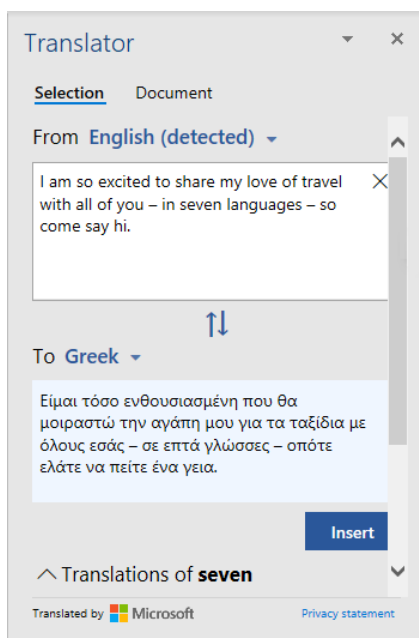 Translator
Selection Document
From English (detected)
I am so excited to share my love of travel
with all of you – in seven languages – so
come say hi.
To Greek
Είμαι τόσο ενθουσιασμένη που θα
μοιραστώ την αγάπη μου για τα ταξίδια με
όλους εσάς – σε επτά γλώσσες – οπότε
ελάτε να πείτε ένα γεια.
Insert
Translations of seven
Translated by Microsoft Privacy statement